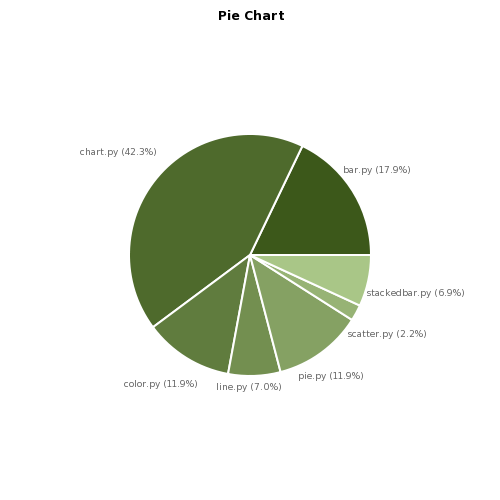 Pie Chart
chart.py (42.3%)
bar.py (17.9%)
stackedbar.py (6.9%)
scatter.py (2.2%)
pie.py (11.9%)
color.py (11.9%)
line.py (7.0%)